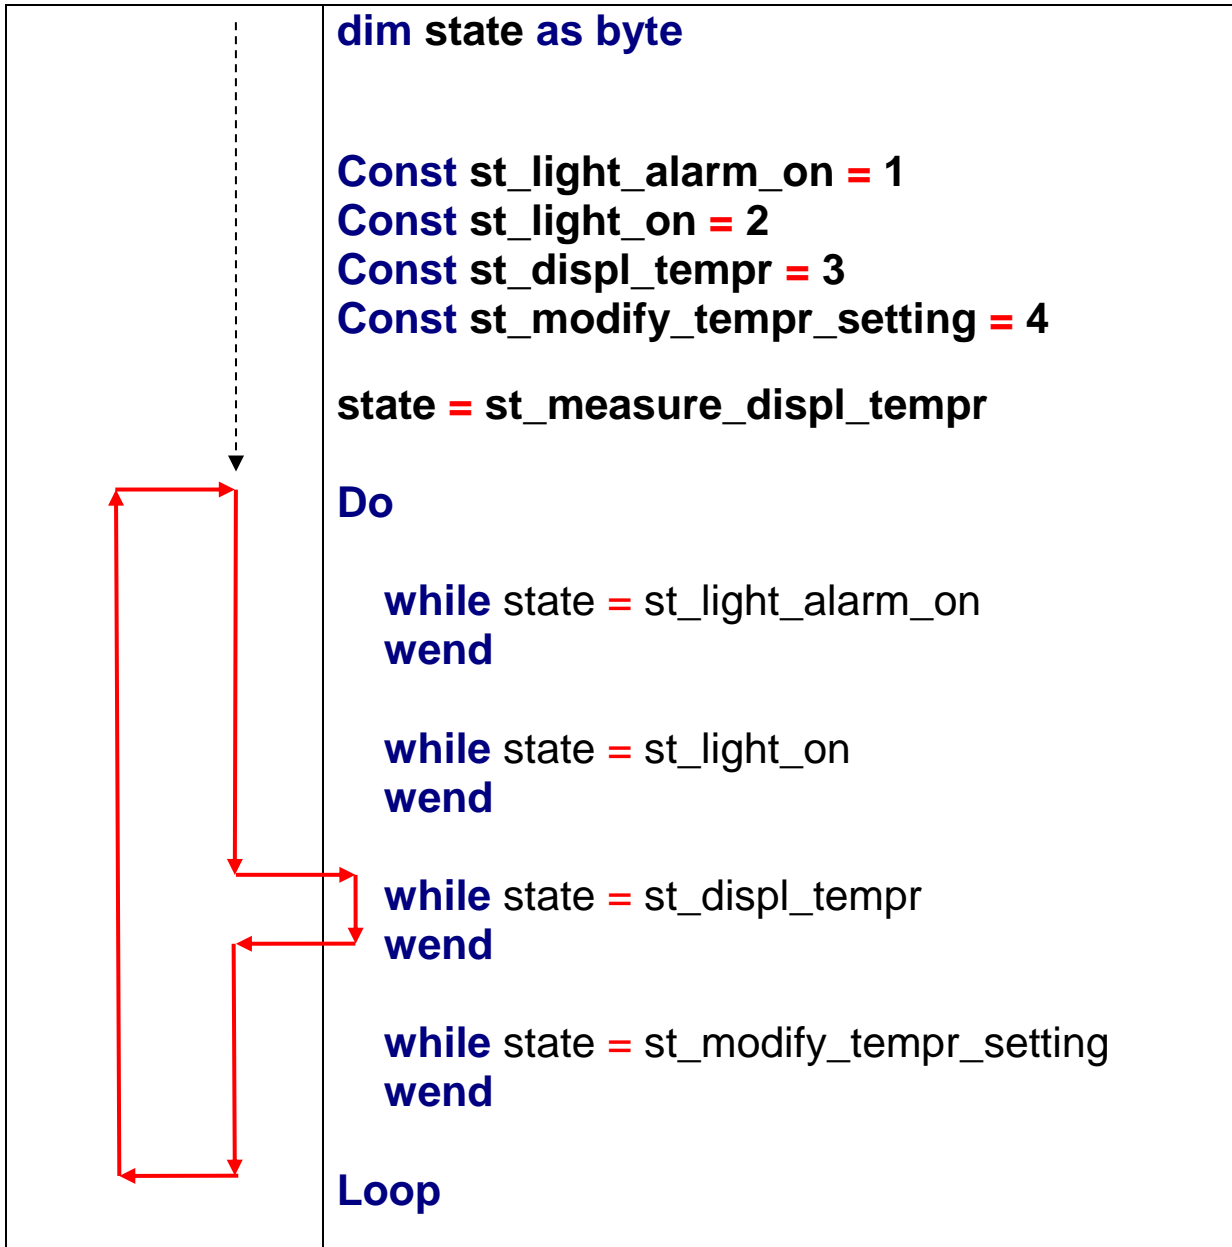 dim state as byte
Const st_light_alarm_on = 1
Const st_light_on = 2
Const st_displ_tempr = 3
Const st_modify_tempr_setting = 4
state = st_measure_displ_tempr
Do
while state = st_light_alarm_on
wend
while state = st_light_on
wend
while state = st_displ_tempr
wend
while state = st_modify_tempr_setting
wend
Loop